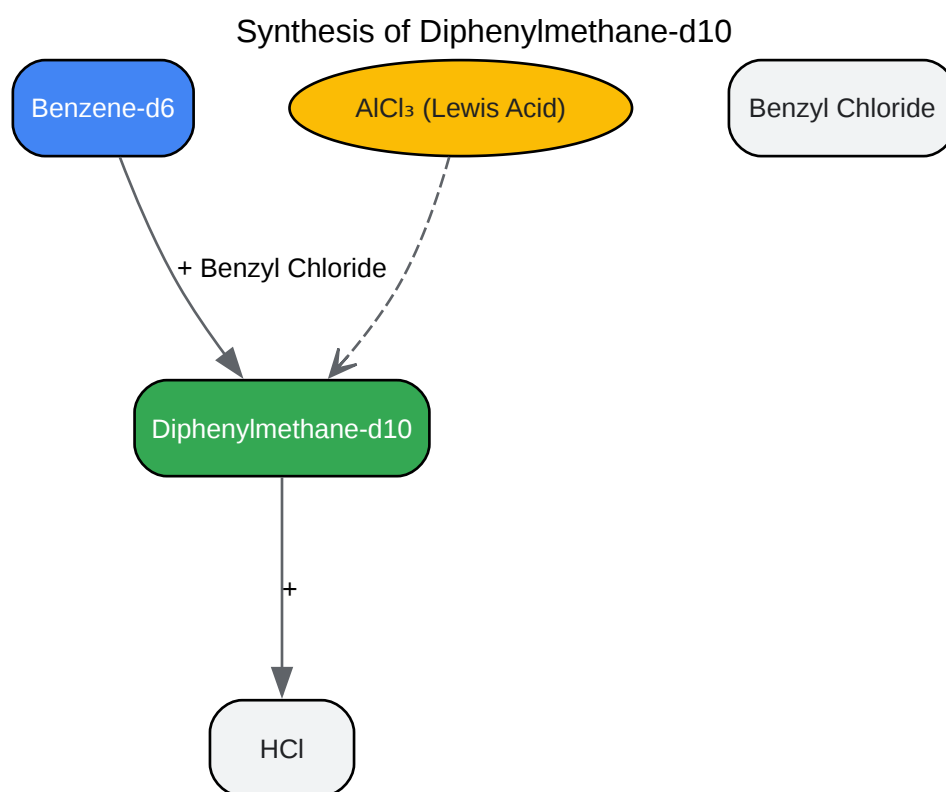 Synthesis of Diphenylmethane-d10
Benzene-d6
AlCl₃ (Lewis Acid)
Benzyl Chloride
+ Benzyl Chloride
Diphenylmethane-d10
+
HCl